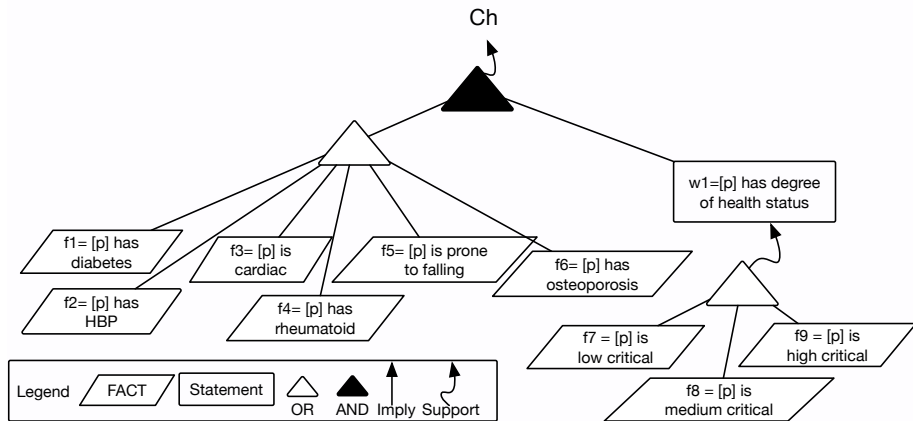 Ch
w1=[p] has degree
of health status
f1= [p] has
diabetes
f3= [p] is
cardiac
f5= [p] is prone
to falling
f6= [p] has
osteoporosis
f2= [p] has
HBP
f4= [p] has
rheumatoid
f7 = [p] is
low critical
f9 = [p] is
high critical
f8 = [p] is
medium critical
Legend FACT Statement OR AND Imply Support